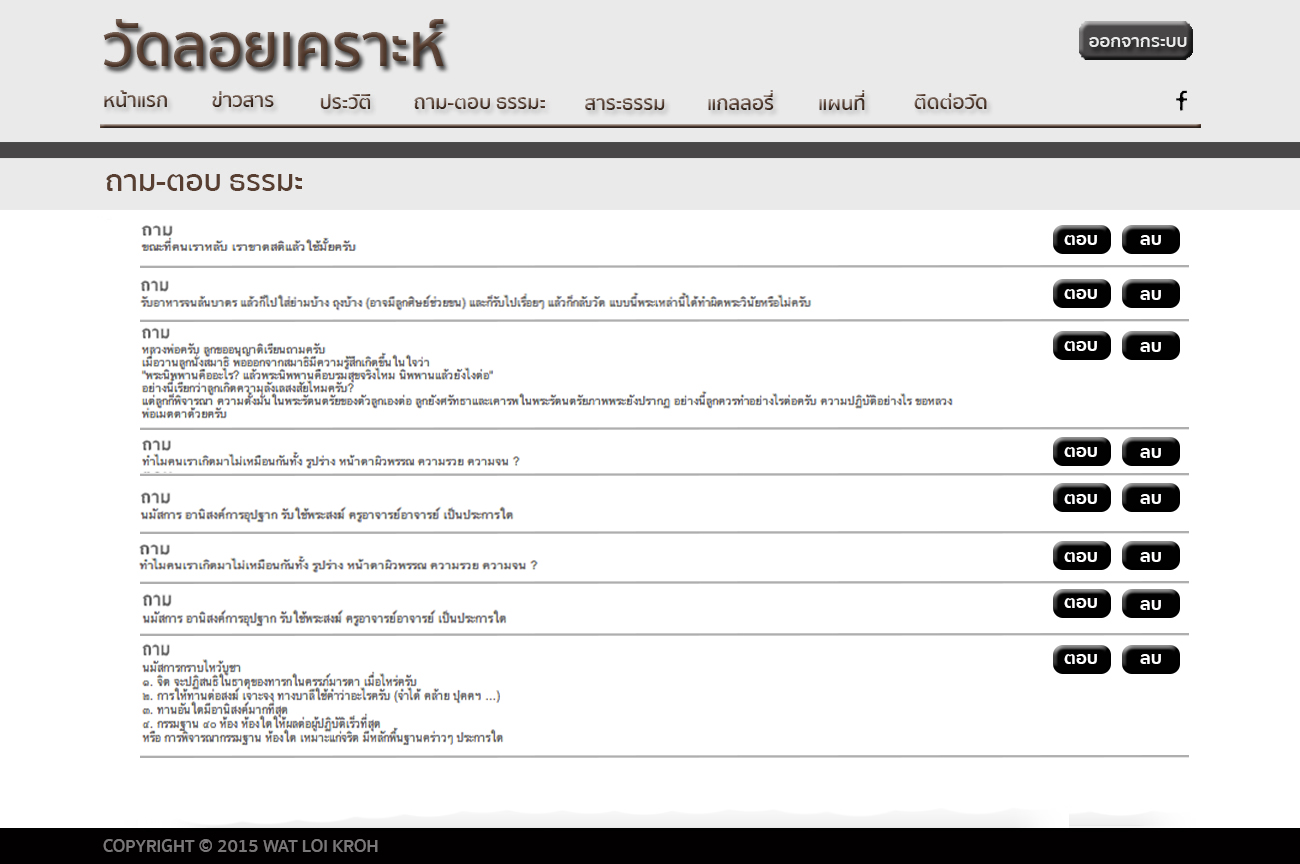 วัดลอยเคราะห์
ออกจากระบบ
หน้าแรก ข่าวสาร ประวัติ ถาม-ตอบ ธรรมะ สาระธรรม แกลลอรี่ แผนที่ ติดต่อวัด f
ถาม-ตอบ ธรรมะ
ถาม
ขณะที่คนเราหลับ เราขาดสติแล้วใช้มั้ยครับ
ตอบ ลบ
ถาม
รับอาหารจนล้นบาตร แล้วก็ไปใส่ย่ามบ้าง ถุงบ้าง (อาจมีลูกศิษย์ช่วยขน) และก็รับไปเรื่อยๆ แล้วก็กลับวัด แบบนี้พระเหล่านี้ได้ทำผิดพระวินัยหรือไม่ครับ
ตอบ ลบ
ถาม
หลวงพ่อครับ ลูกขออนุญาติเรียนถามครับ
เมื่อวานลูกนั่งสมาธิ พอออกจากสมาธิมีความรู้สึกเกิดขึ้นในใจว่า
"พระนิพพานคืออะไร? แล้วพระนิพพานคือบรมสุขจริงไหม นิพพานแล้วยังไงต่อ"
อย่างนี้เรียกว่าลูกเกิดความลังเลสงสัยไหมครับ?
แต่ลูกก็พิจารณา ความตั้งมั่นในพระรัตนตรัยของตัวลูกเองต่อ ลูกยังศรัทธาและเคารพในพระรัตนตรัยภาพพระยังปรากฏ อย่างนี้ลูกควรทำอย่างไรต่อครับ ความปฏิบัติอย่างไร ขอหลวง
พ่อเมตตาด้วยครับ
ตอบ ลบ
ถาม
ทำไมคนเราเกิดมาไม่เหมือนกันทั้ง รูปร่าง หน้าตาผิวพรรณ ความรวย ความจน ?
ตอบ ลบ
ถาม
นมัสการ อานิสงค์การอุปฐาก รับใช้พระสงฆ์ ครูอาจารย์อาจารย์ เป็นประการใด
ตอบ ลบ
ถาม
ทำไมคนเราเกิดมาไม่เหมือนกันทั้ง รูปร่าง หน้าตาผิวพรรณ ความรวย ความจน ?
ตอบ ลบ
ถาม
นมัสการ อานิสงค์การอุปฐาก รับใช้พระสงฆ์ ครูอาจารย์อาจารย์ เป็นประการใด
ตอบ ลบ
ถาม
นมัสการกราบไหว้บูชา
๑. จิต จะปฏิสนธิในธาตุของทารกในครรภ์มารดา เมื่อไหร่ครับ
๒. การให้ทานต่อสงฆ์ เจาะจง ทางบาลีใช้คำว่าอะไรครับ (จำได้ คล้าย ปุคคฯ ...)
๓. ทานอันใดมีอานิสงค์มากที่สุด
๔. กรรมฐาน ๔๐ ห้อง ห้องใดให้ผลต่อผู้ปฏิบัติเร็วที่สุด
หรือ การพิจารณากรรมฐาน ห้องใด เหมาะแก่จริต มีหลักพื้นฐานคร่าวๆ ประการใด
ตอบ ลบ
COPYRIGHT © 2015 WAT LOI KROH